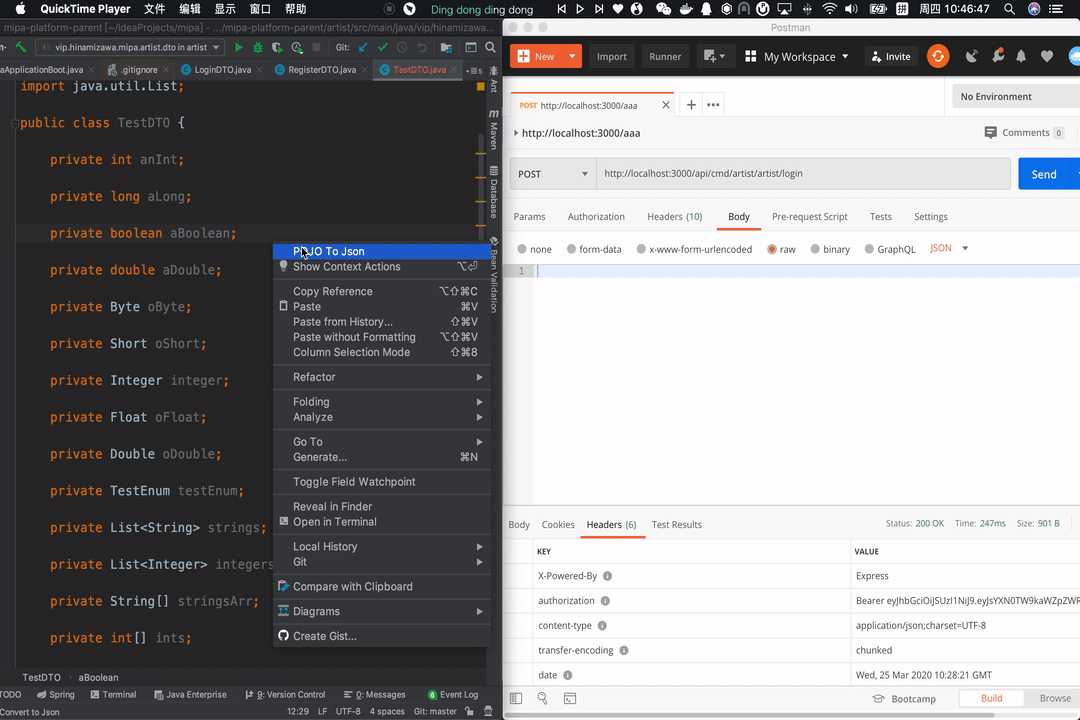 QuickTime Player 文件 编辑 显示 窗口 帮助 Ding dong ding dong 周四 10:46:47
mipa-platform-parent [~/IdeaProjects/mipa] - .../mipa-platform-parent/artist/src/main/java/vip/hinamizawa...
vip.hinamizawa.mipa.artist.dto in artist Git:
aApplicationBoot.java .gitignore LoginDTO.java RegisterDTO.java TestDTO.java
import java.util.List;
public class TestDTO {
private int anInt;
private long aLong;
private boolean aBoolean;
private double aDouble;
private Byte oByte;
private Short oShort;
private Integer integer;
private Float oFloat;
private Double oDouble;
private TestEnum testEnum;
private List<String> strings;
private List<Integer> integers
private String[] stringsArr;
private int[] ints;
To Json
Show Context Actions ⌥⏎
Copy Reference ⌥⇧⌘C
Paste ⌘V
Paste from History... ⇧⌘V
Paste without Formatting ⌥⇧⌘V
Column Selection Mode ⇧⌘8
Refactor
Folding
Analyze
Go To
Generate... ⌘N
Toggle Field Watchpoint
Reveal in Finder
Open in Terminal
Local History
Git
Compare with Clipboard
Diagrams
Create Gist...
Ant
m Maven
Database
Bean Validation
TestDTO aBoolean
TODO Spring Terminal Java Enterprise 9: Version Control 0: Messages 6 Event Log
Convert to Json 12:29 LF UTF-8 4 spaces Git: master
Postman
New Import Runner My Workspace Invite
POST http://localhost:3000/aaa No Environment
http://localhost:3000/aaa Comments 0
POST http://localhost:3000/api/cmd/artist/artist/login Send
Params Authorization Headers (10) Body Pre-request Script Tests Settings
none form-data x-www-form-urlencoded raw binary GraphQL JSON
1
Body Cookies Headers (6) Test Results Status: 200 OK Time: 247ms Size: 901 B
KEY VALUE
X-Powered-By Express
authorization Bearer eyJhbGciOiJSUzI1NiJ9.eyJsYXN0TW9kaWZpZWR
content-type application/json;charset=UTF-8
transfer-encoding chunked
date Wed, 25 Mar 2020 10:28:21 GMT
Bootcamp Build Browse